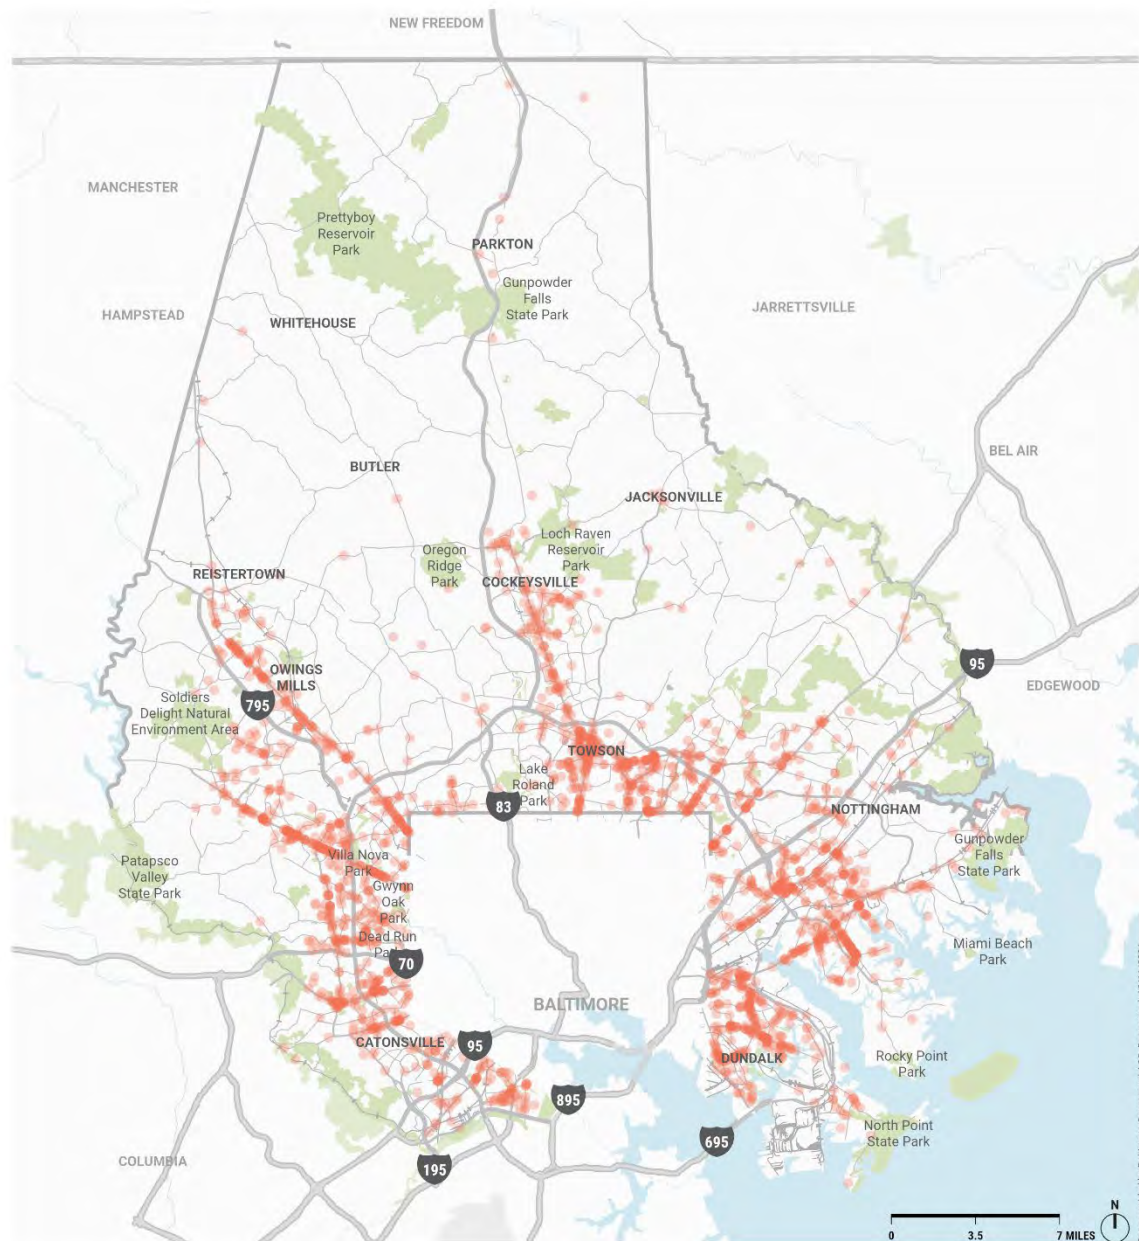 NEW FREEDOM
MANCHESTER
Prettyboy
Reservoir
Park
PARKTON
Gunpowder
Falls
State Park
HAMPSTEAD
WHITEHOUSE
JARRETTSVILLE
BUTLER
BEL AIR
JACKSONVILLE
Loch Raven
Reservoir
Park
Oregon
Ridge
Park
COCKEYSVILLE
REISTERTOWN
95
OWINGS
MILLS
EDGEWOOD
Soldiers
Delight Natural
Environment Area
795
TOWSON
Lake
Roland
Park
83
NOTTINGHAM
Gunpowder
Falls
State Park
Villa Nova
Park
Patapsco
Valley
State Park
Gwynn
Oak
Park
Dead Run
Park
70
Miami Beach
Park
BALTIMORE
CATONSVILLE
95
DUNDALK
Rocky Point
Park
895
North Point
State Park
695
COLUMBIA
195
N
0 3.5 7 MILES